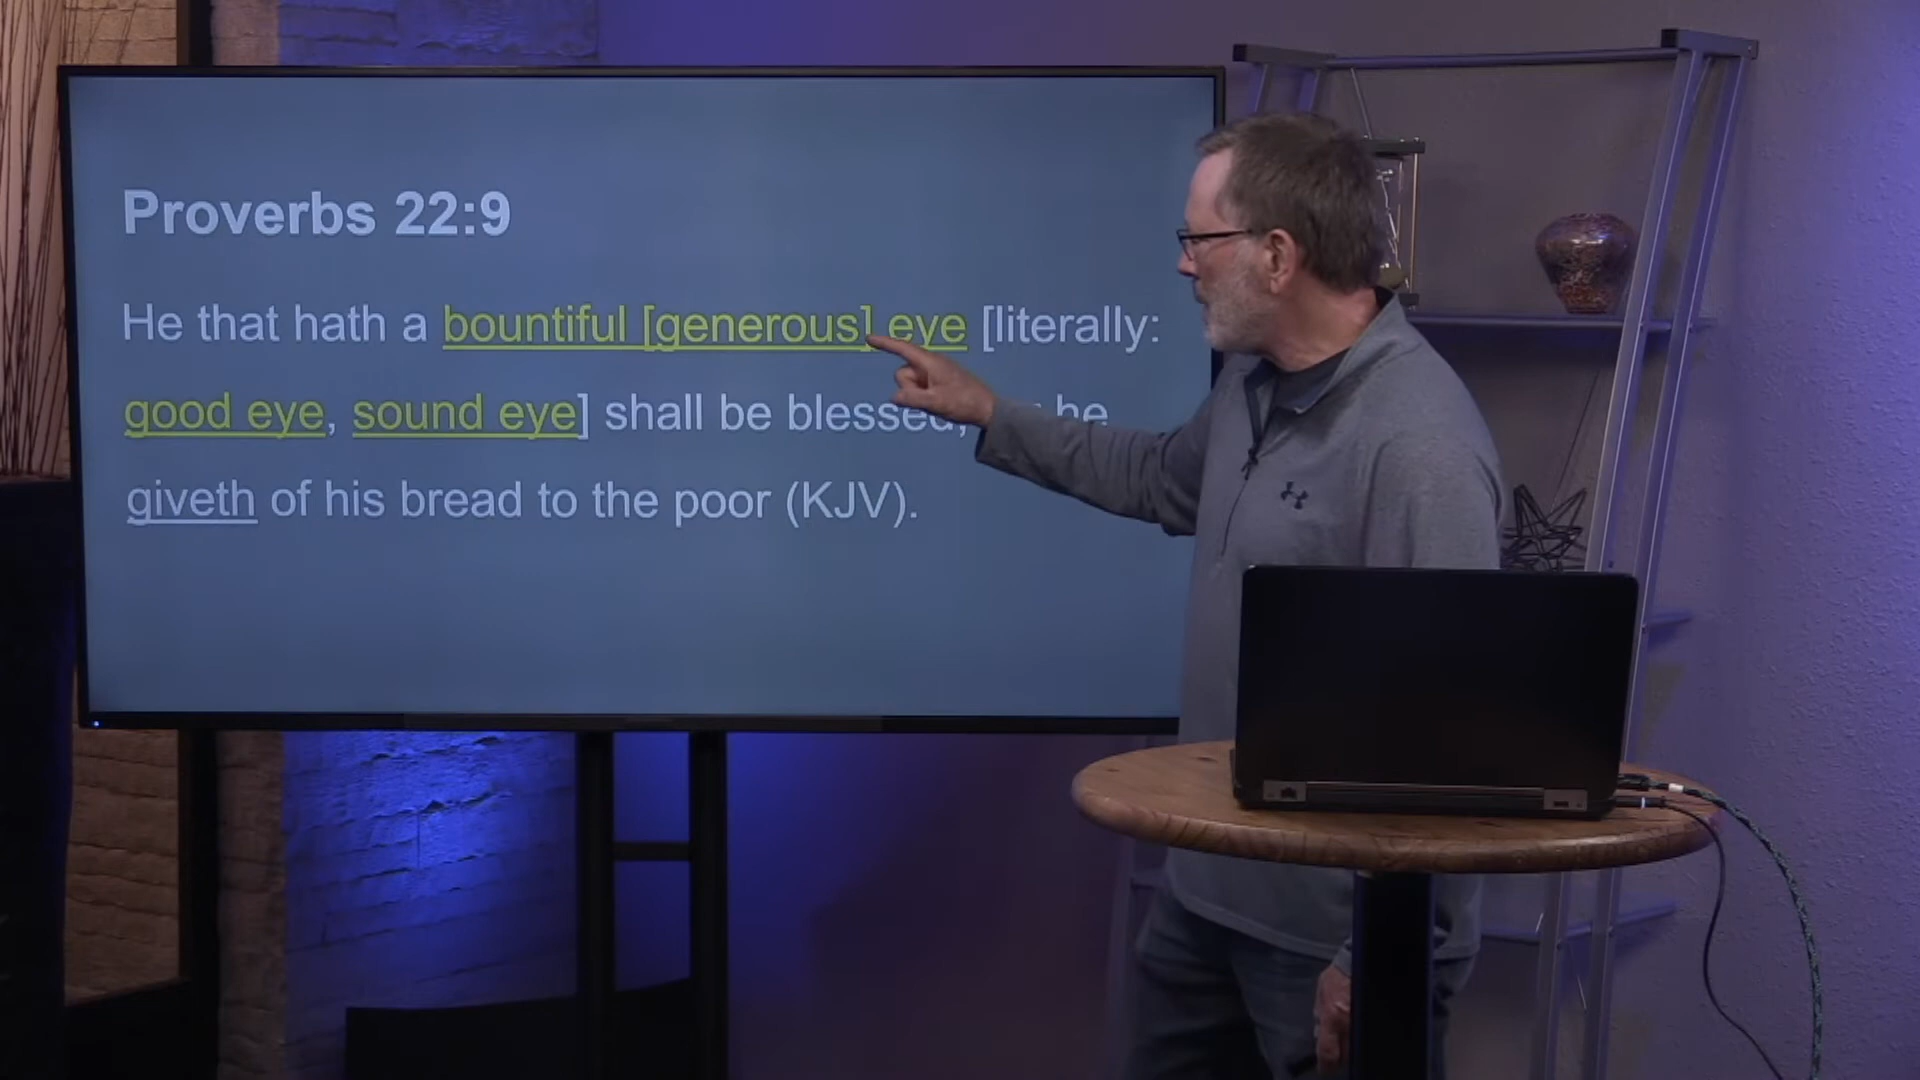 Proverbs 22:9
He that hath a bountiful [generous] eye [literally:
good eye, sound eye] shall be blessed, he
giveth of his bread to the poor (KJV).